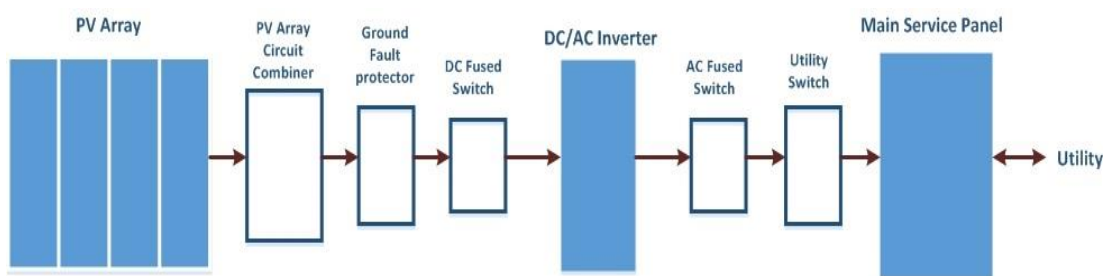 PV Array
PV Array
Circuit
Combiner
Ground
Fault
protector
DC Fused
Switch
DC/AC Inverter
AC Fused
Switch
Utility
Switch
Main Service Panel
Utility